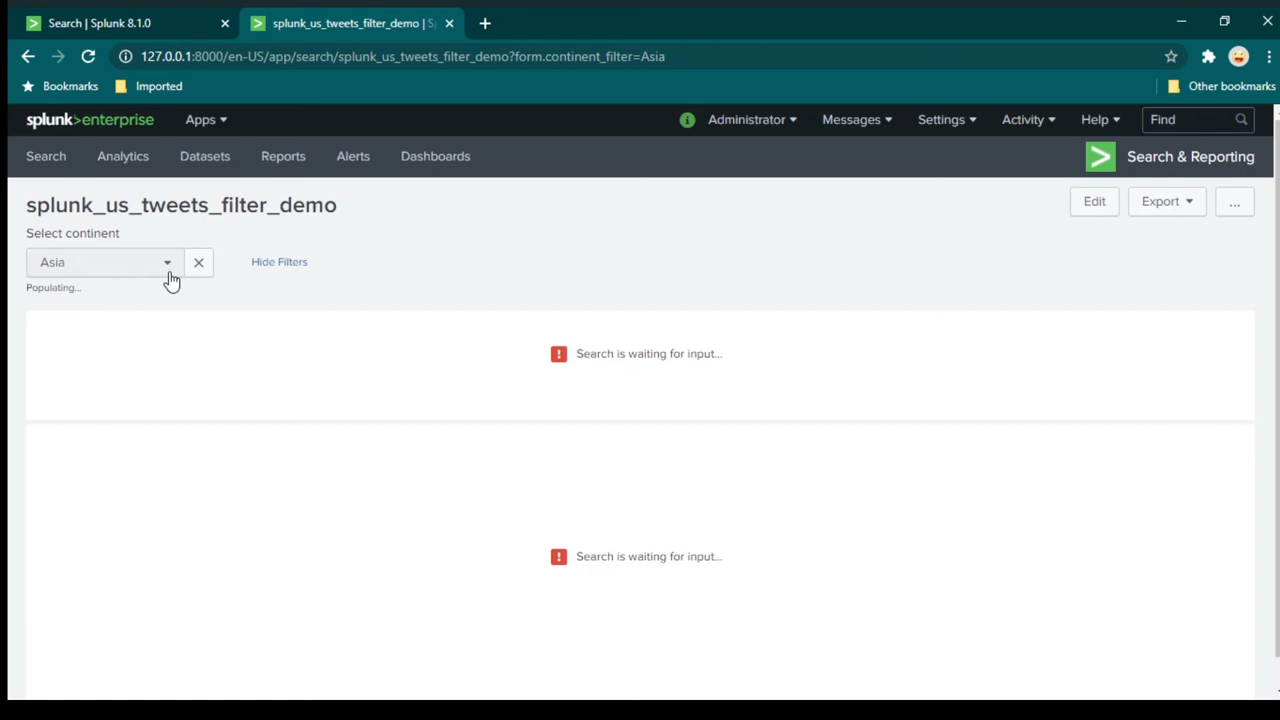 Search | Splunk 8.1.0
splunk_us_tweets_filter_demo | S
127.0.0.1:8000/en-US/app/search/splunk_us_tweets_filter_demo?form.continent_filter=Asia
Bookmarks Imported Other bookmarks
splunk>enterprise Apps Administrator Messages Settings Activity Help Find
Search Analytics Datasets Reports Alerts Dashboards Search & Reporting
splunk_us_tweets_filter_demo Edit Export ...
Select continent
Asia Hide Filters
Populating...
Search is waiting for input...
Search is waiting for input...